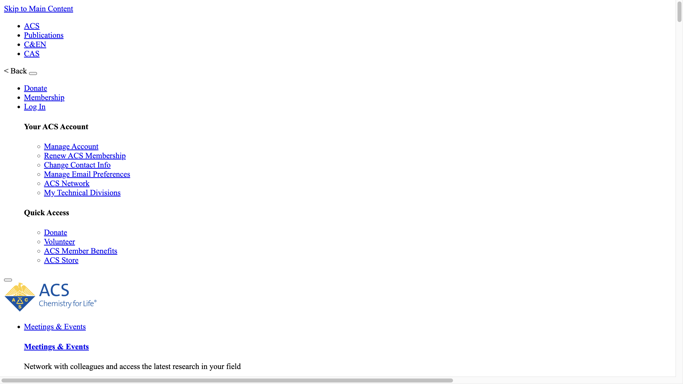 Skip to Main Content
ACS
Publications
C&EN
CAS
< Back
Donate
Membership
Log In
Your ACS Account
Manage Account
Renew ACS Membership
Change Contact Info
Manage Email Preferences
ACS Network
My Technical Divisions
Quick Access
Donate
Volunteer
ACS Member Benefits
ACS Store
ACS
Chemistry for Life®
Meetings & Events
Meetings & Events
Network with colleagues and access the latest research in your field